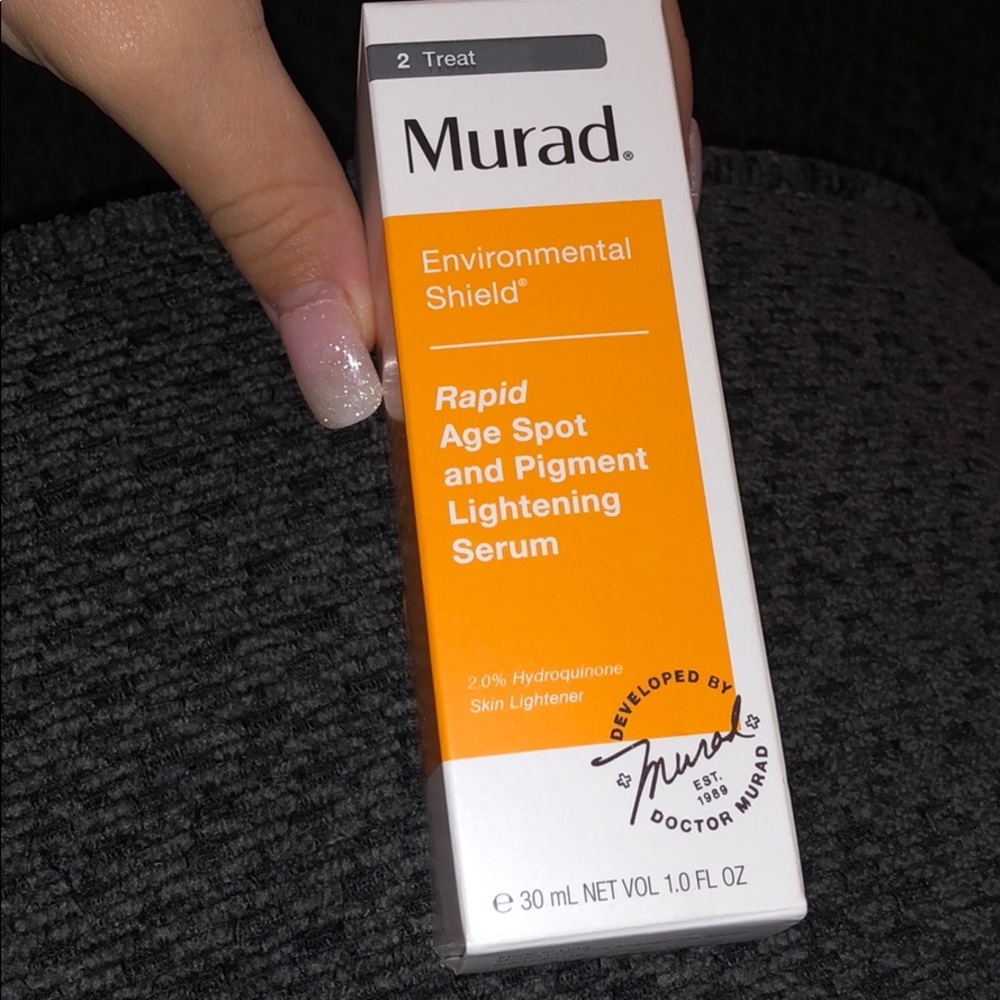 2 Treat
Murad®
Environmental
Shield®
Rapid
Age Spot
and Pigment
Lightening
Serum
2.0% Hydroquinone
Skin Lightener
DEVELOPED BY
Murad
EST.
1989
DOCTOR MURAD
℮ 30 mL NET VOL 1.0 FL OZ